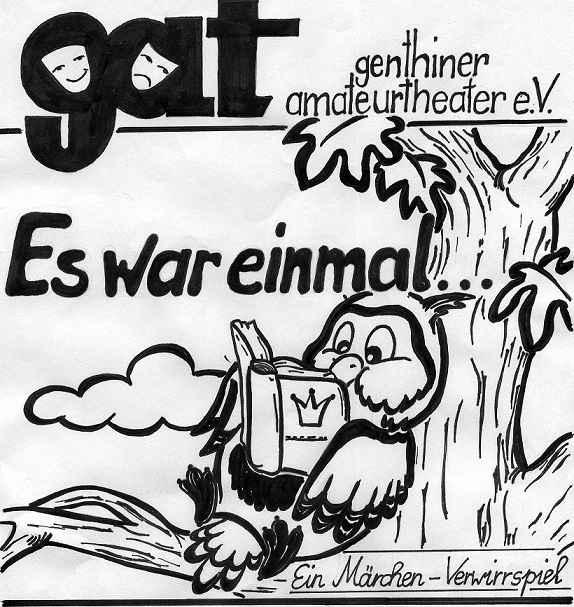 gat
genthiner
amateurtheater e.V.
Es war einmal...
Ein Märchen - Verwirrspiel